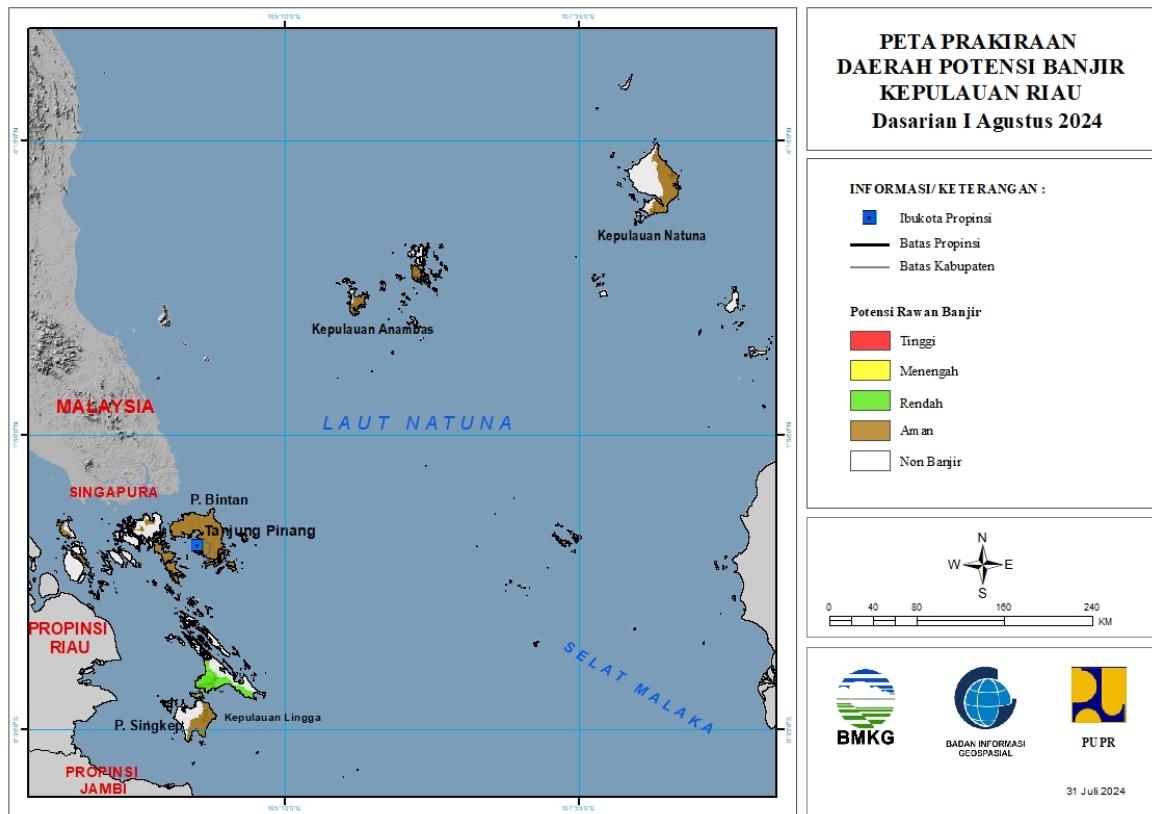 PETA PRAKIRAAN
DAERAH POTENSI BANJIR
KEPULAUAN RIAU
Dasarian I Agustus 2024
INFORMASI/ KETERANGAN :
Ibukota Propinsi
Batas Propinsi
Batas Kabupaten
Potensi Rawan Banjir
Tinggi
Menengah
Rendah
Aman
Non Banjir
N
W E
S
0 40 80 160 240
KM
BMKG
BADAN INFORMASI
GEOSPASIAL
PUPR
31 Juli 2024
Kepulauan Natuna
Kepulauan Anambas
MALAYSIA
LAUT NATUNA
SINGAPURA
P. Bintan
Tanjung Pinang
PROPINSI
RIAU
SELAT MALAKA
Kepulauan Lingga
P. Singkep
PROPINSI
JAMBI